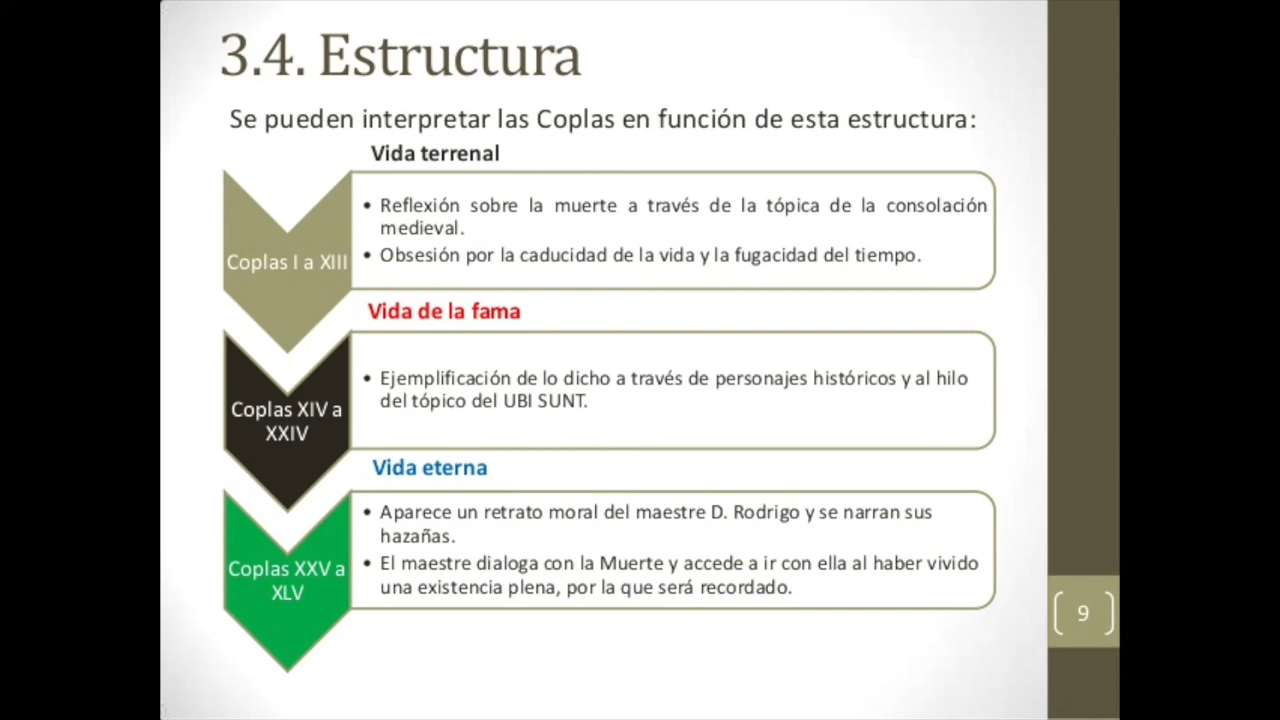 3.4. Estructura
Se pueden interpretar las Coplas en función de esta estructura:
Vida terrenal
Coplas I a XIII
• Reflexión sobre la muerte a través de la tópica de la consolación
medieval.
• Obsesión por la caducidad de la vida y la fugacidad del tiempo.
Vida de la fama
Coplas XIV a
XXIV
• Ejemplificación de lo dicho a través de personajes históricos y al hilo
del tópico del UBI SUNT.
Vida eterna
Coplas XXV a
XLV
• Aparece un retrato moral del maestre D. Rodrigo y se narran sus
hazañas.
• El maestre dialoga con la Muerte y accede a ir con ella al haber vivido
una existencia plena, por la que será recordado.
9